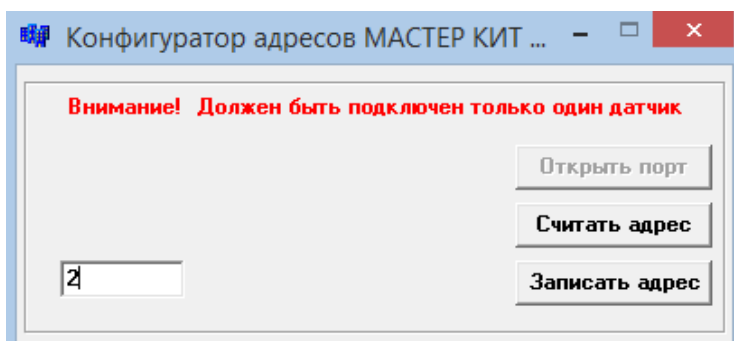 Конфигуратор адресов МАСТЕР КИТ ...
Внимание! Должен быть подключен только один датчик
Открыть порт
Считать адрес
2
Записать адрес